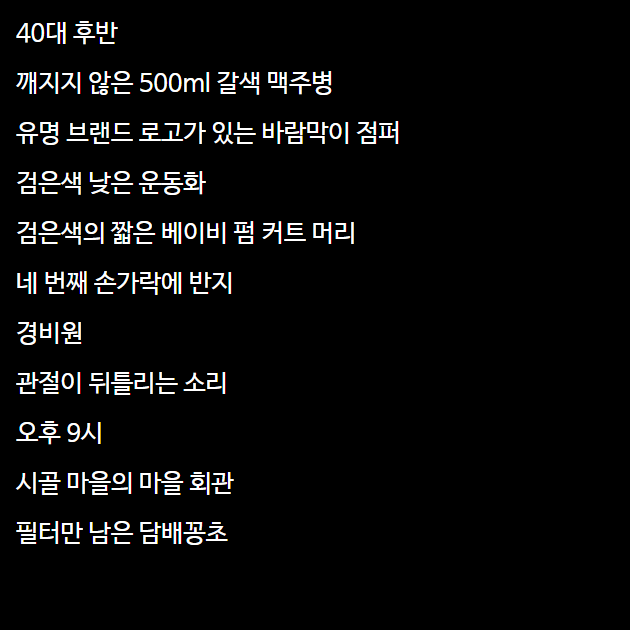 40대 후반
깨지지 않은 500ml 갈색 맥주병
유명 브랜드 로고가 있는 바람막이 점퍼
검은색 낮은 운동화
검은색의 짧은 베이비 펌 커트 머리
네 번째 손가락에 반지
경비원
관절이 뒤틀리는 소리
오후 9시
시골 마을의 마을 회관
필터만 남은 담배꽁초